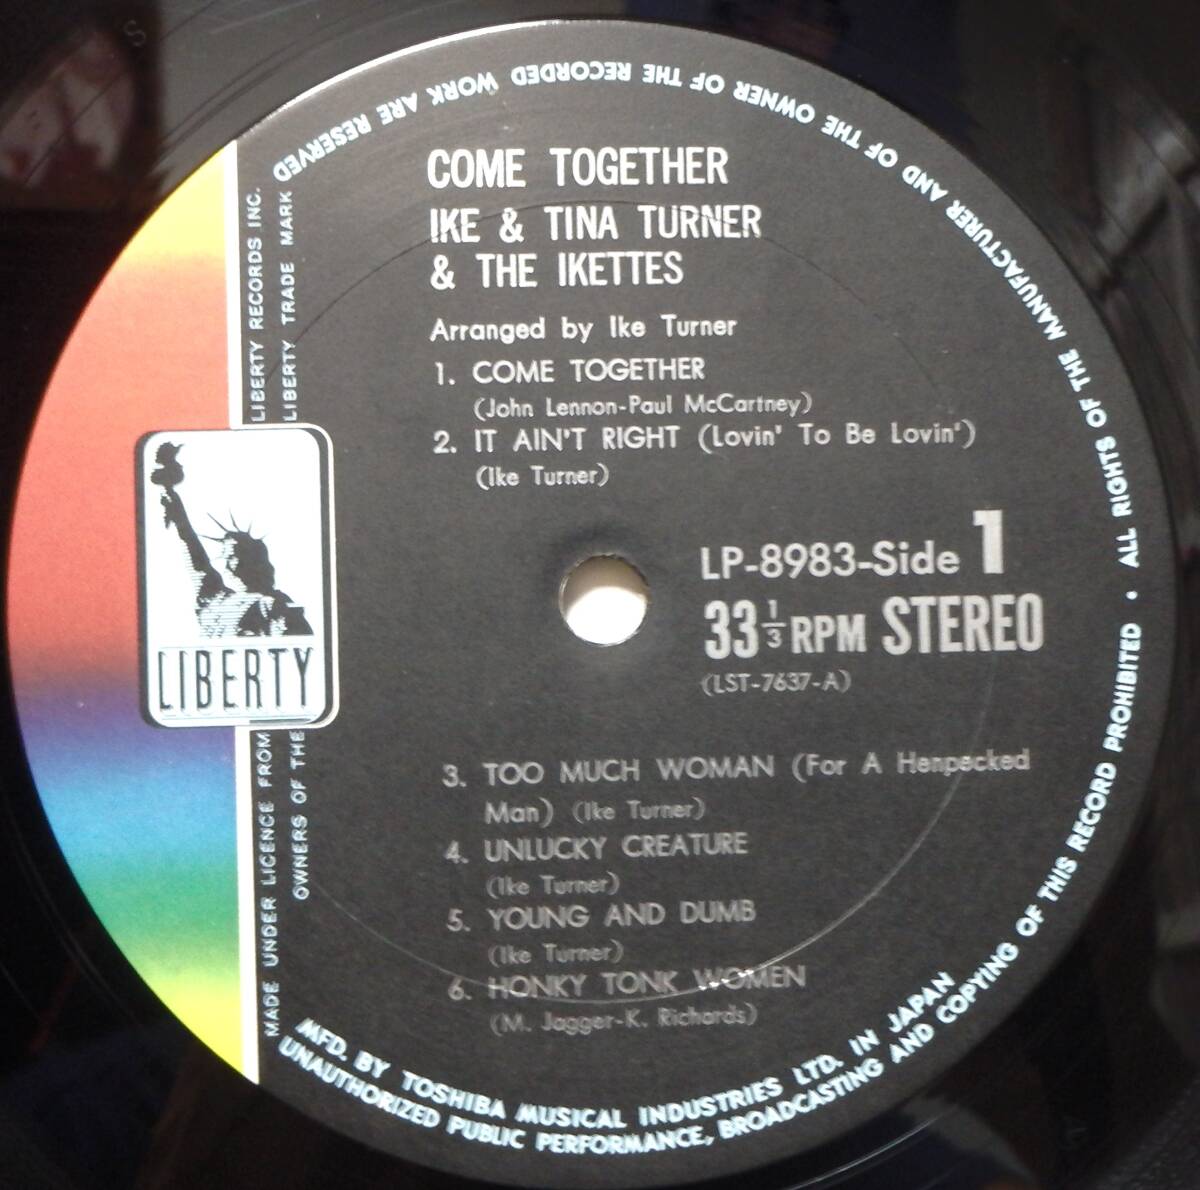 COME TOGETHER
IKE & TINA TURNER
& THE IKETTES
Arranged by Ike Turner
1. COME TOGETHER
(John Lennon-Paul McCartney)
2. IT AIN'T RIGHT (Lovin' To Be Lovin')
(Ike Turner)
LP-8983-Side 1
33 1/3 RPM STEREO
(LST-7637-A)
3. TOO MUCH WOMAN (For A Henpecked
Man) (Ike Turner)
4. UNLUCKY CREATURE
(Ike Turner)
5. YOUNG AND DUMB
(Ike Turner)
6. HONKY TONK WOMEN
(M. Jagger-K. Richards)
LIBERTY
MADE UNDER LICENCE FROM LIBERTY RECORDS INC.
OWNERS OF THE LIBERTY TRADE MARK
MFD. BY TOSHIBA MUSICAL INDUSTRIES LTD. IN JAPAN
UNAUTHORIZED PUBLIC PERFORMANCE, BROADCASTING AND COPYING OF THIS RECORD PROHIBITED • ALL RIGHTS OF THE MANUFACTURER AND OF THE OWNER OF THE RECORDED WORK ARE RESERVED